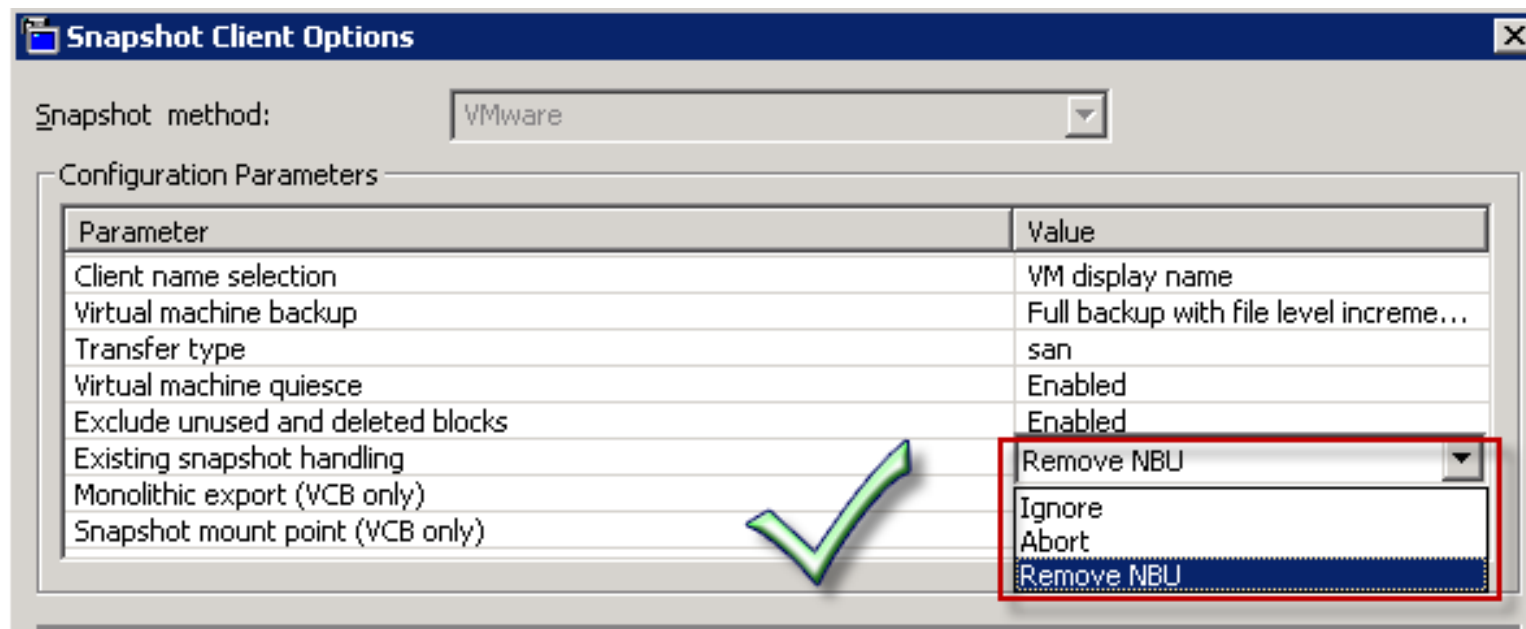 Snapshot Client Options
Snapshot method: VMware
Configuration Parameters
Parameter Value
Client name selection VM display name
Virtual machine backup Full backup with file level increme...
Transfer type san
Virtual machine quiesce Enabled
Exclude unused and deleted blocks Enabled
Existing snapshot handling Remove NBU
Monolithic export (VCB only) Ignore
Snapshot mount point (VCB only) Abort
Remove NBU